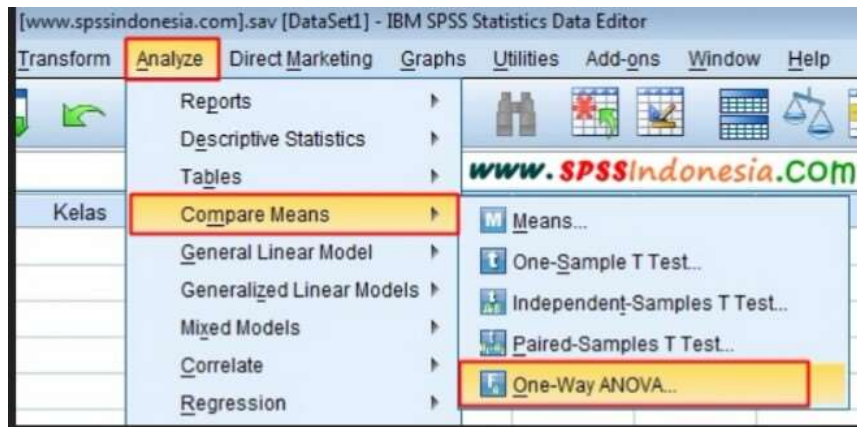 [www.spssindonesia.com].sav [DataSet1] - IBM SPSS Statistics Data Editor
Transform Analyze Direct Marketing Graphs Utilities Add-ons Window Help
Reports
Descriptive Statistics
Tables
www.SPSSIndonesia.COM
Kelas
Compare Means
General Linear Model
Generalized Linear Models
Mixed Models
Correlate
Regression
M Means...
t One-Sample T Test...
Independent-Samples T Test...
Paired-Samples T Test...
One-Way ANOVA...